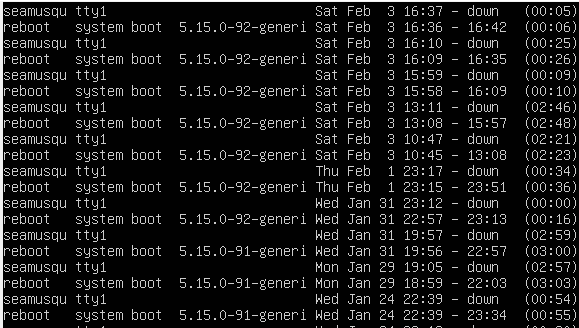 seamusqu tty1                          Sat Feb  3 16:37 - down   (00:05)
reboot   system boot  5.15.0-92-generi Sat Feb  3 16:36 - 16:42  (00:06)
seamusqu tty1                          Sat Feb  3 16:10 - down   (00:25)
reboot   system boot  5.15.0-92-generi Sat Feb  3 16:09 - 16:35  (00:26)
seamusqu tty1                          Sat Feb  3 15:59 - down   (00:09)
reboot   system boot  5.15.0-92-generi Sat Feb  3 15:58 - 16:09  (00:10)
seamusqu tty1                          Sat Feb  3 13:11 - down   (02:46)
reboot   system boot  5.15.0-92-generi Sat Feb  3 13:08 - 15:57  (02:48)
seamusqu tty1                          Sat Feb  3 10:47 - down   (02:21)
reboot   system boot  5.15.0-92-generi Sat Feb  3 10:45 - 13:08  (02:23)
seamusqu tty1                          Thu Feb  1 23:17 - down   (00:34)
reboot   system boot  5.15.0-92-generi Thu Feb  1 23:15 - 23:51  (00:36)
seamusqu tty1                          Wed Jan 31 23:12 - down   (00:00)
reboot   system boot  5.15.0-92-generi Wed Jan 31 22:57 - 23:13  (00:16)
seamusqu tty1                          Wed Jan 31 19:57 - down   (02:59)
reboot   system boot  5.15.0-91-generi Wed Jan 31 19:56 - 22:57  (03:00)
seamusqu tty1                          Mon Jan 29 19:05 - down   (02:57)
reboot   system boot  5.15.0-91-generi Mon Jan 29 18:59 - 22:03  (03:03)
seamusqu tty1                          Wed Jan 24 22:39 - down   (00:54)
reboot   system boot  5.15.0-91-generi Wed Jan 24 22:39 - 23:34  (00:55)